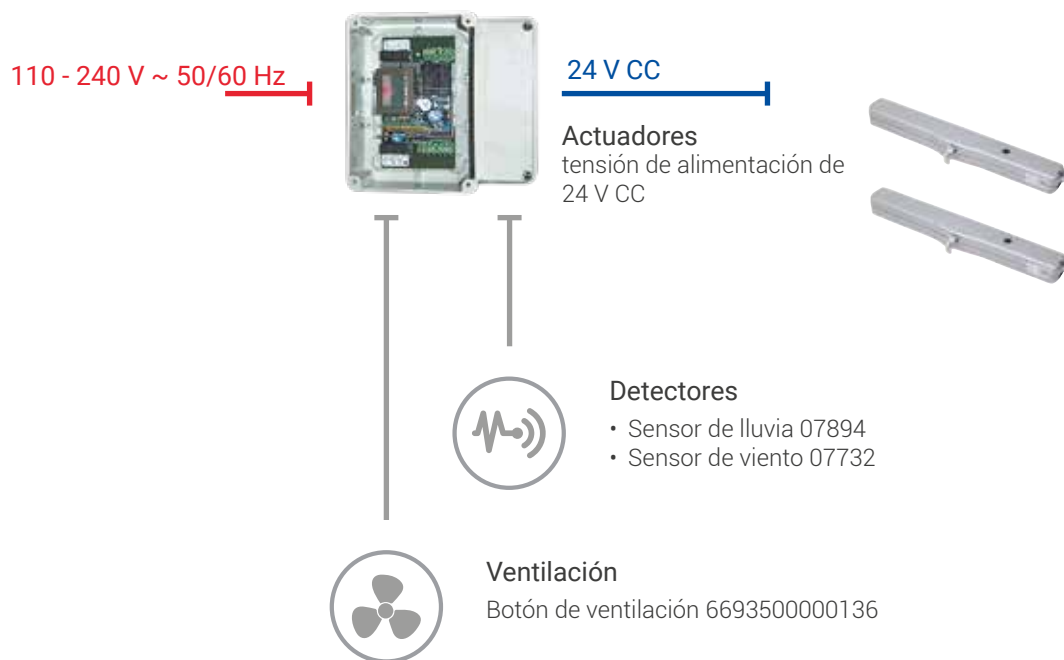 110 - 240 V ~ 50/60 Hz
24 V CC
Actuadores
tensión de alimentación de
24 V CC
Detectores
• Sensor de lluvia 07894
• Sensor de viento 07732
Ventilación
Botón de ventilación 6693500000136